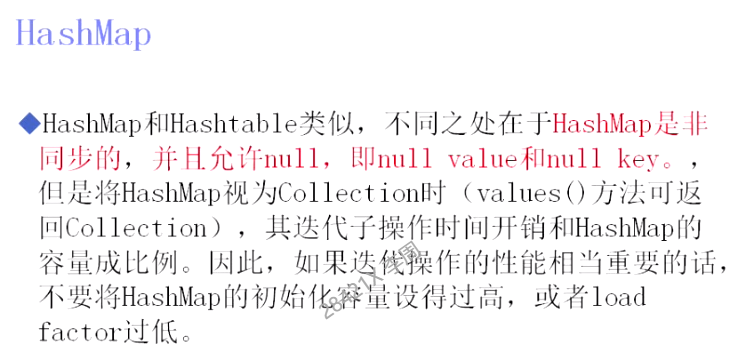 HashMap
◆HashMap和Hashtable类似，不同之处在于HashMap是非
同步的，并且允许null，即null value和null key。，
但是将HashMap视为Collection时（values()方法可返
回Collection），其迭代子操作时间开销和HashMap的
容量成比例。因此，如果迭代操作的性能相当重要的话，
不要将HashMap的初始化容量设得过高，或者load
factor过低。